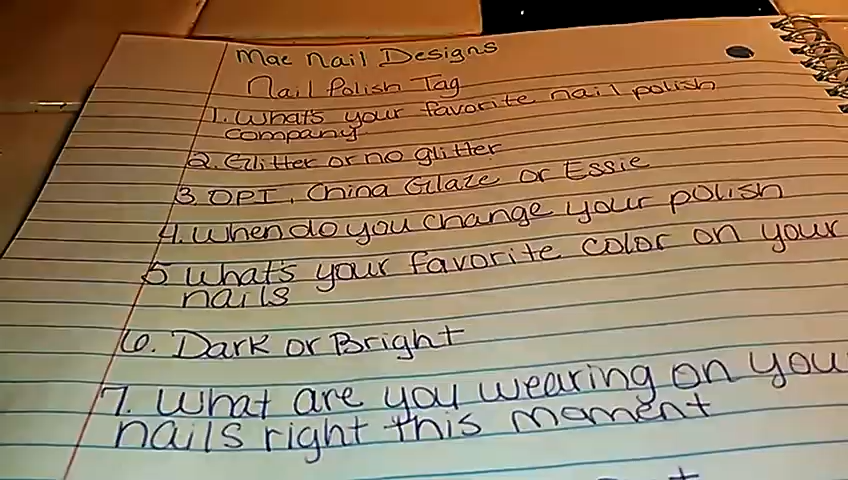 Mae Nail Designs
Nail Polish Tag
1. What's your favorite nail polish
company
2. Glitter or no glitter
3. OPI, China Glaze or Essie
4. When do you change your polish
5 What's your favorite color on your
nails
6. Dark or Bright
7. What are you wearing on you
nails right this moment